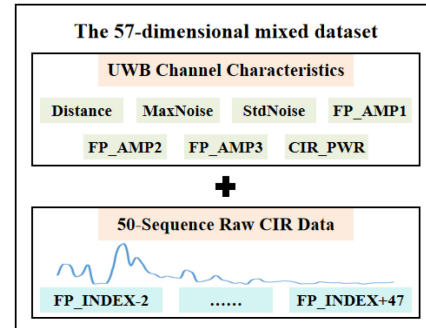 The 57-dimensional mixed dataset
UWB Channel Characteristics
Distance MaxNoise StdNoise FP_AMP1
FP_AMP2 FP_AMP3 CIR_PWR
+
50-Sequence Raw CIR Data
FP_INDEX-2 …… FP_INDEX+47